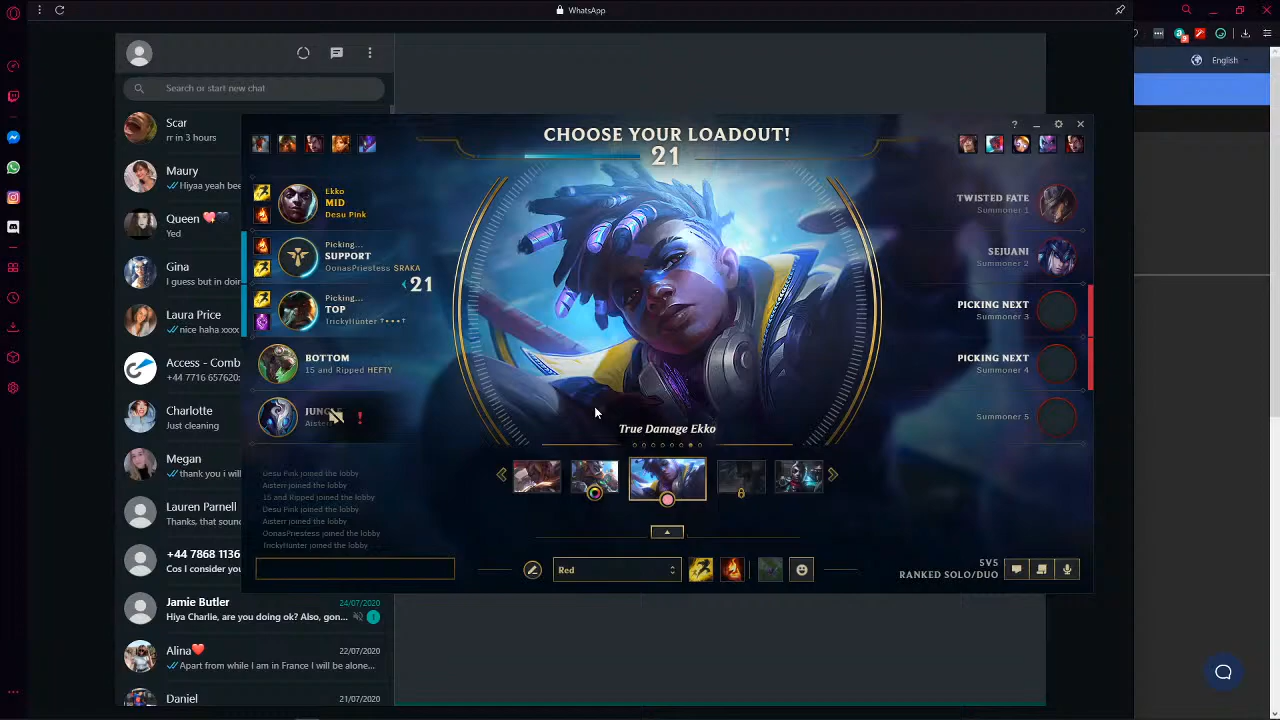 WhatsApp
English
Search or start new chat
Scar
rr in 3 hours
Maury
Hiyaa yeah bee
Queen
Yed
Gina
I guess but in dee
Laura Price
nice haha xxxx
Access - Comb
+44 7716 657620:
Charlotte
Just cleaning
Megan
thank you i will
Lauren Parnell
Thanks, that soun
+44 7868 1136
Cos I consider you
Jamie Butler
24/07/2020
Hiya Charlie, are you doing ok? Also, gon...
1
Alina
22/07/2020
Apart from while I am in France I will be alone...
Daniel
21/07/2020
CHOOSE YOUR LOADOUT!
21
Ekko
MID
Desu Pink
Picking...
SUPPORT
OonasPriestess
21
Picking...
TOP
TrickyHunter
BOTTOM
15 and Ripped HEFTY
JUNGLE
Aisterr
TWISTED FATE
Summoner 1
SEJUANI
Summoner 2
PICKING NEXT
Summoner 3
PICKING NEXT
Summoner 4
Summoner 5
True Damage Ekko
Desu Pink joined the lobby
Aisterr joined the lobby
15 and Ripped joined the lobby
Desu Pink joined the lobby
Aisterr joined the lobby
OonasPriestess joined the lobby
TrickyHunter joined the lobby
Red
5V5
RANKED SOLO/DUO